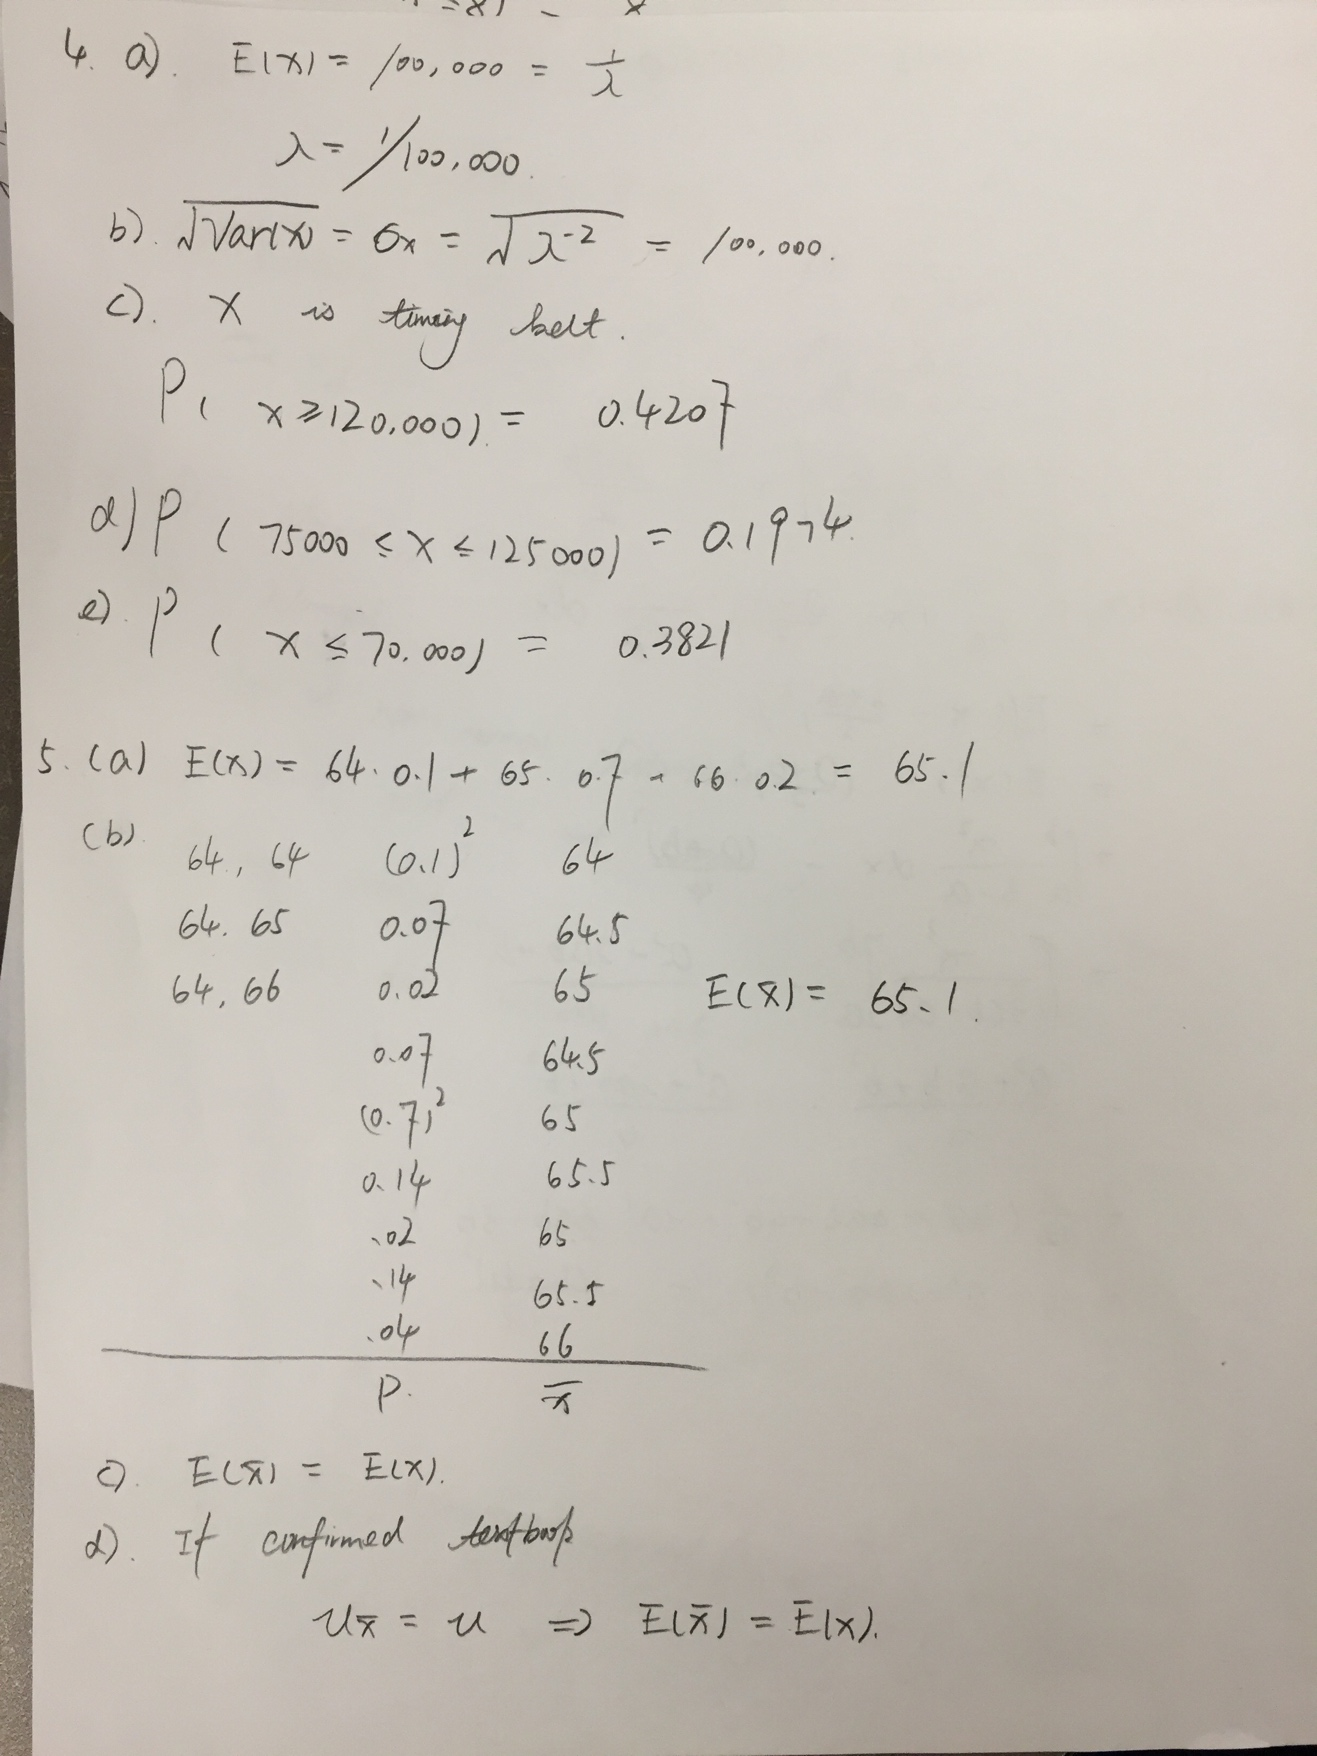 =x) - x
4. a). E(x) = 100,000 = 1/λ
λ = 1/100,000.
b). √Var(x) = σx = √λ^-2 = 100,000.
c). X is timing belt.
P( x ≥ 120,000) = 0.4207
d) P ( 75000 ≤ x ≤ 125000) = 0.1974.
e). P ( x ≤ 70,000) = 0.3821
5. (a) E(x) = 64·0.1 + 65·0.7 - 66·0.2 = 65.1
(b).
64, 64 (0.1)² 64
64. 65 0.07 64.5
64, 66 0.02 65 E(x̄) = 65.1.
0.07 64.5
(0.7)² 65
0.14 65.5
.02 65
.14 65.5
.04 66
P. x̄
c). E(x̄) = E(x).
d). It confirmed textbook
ux̄ = u => E(x̄) = E(x).